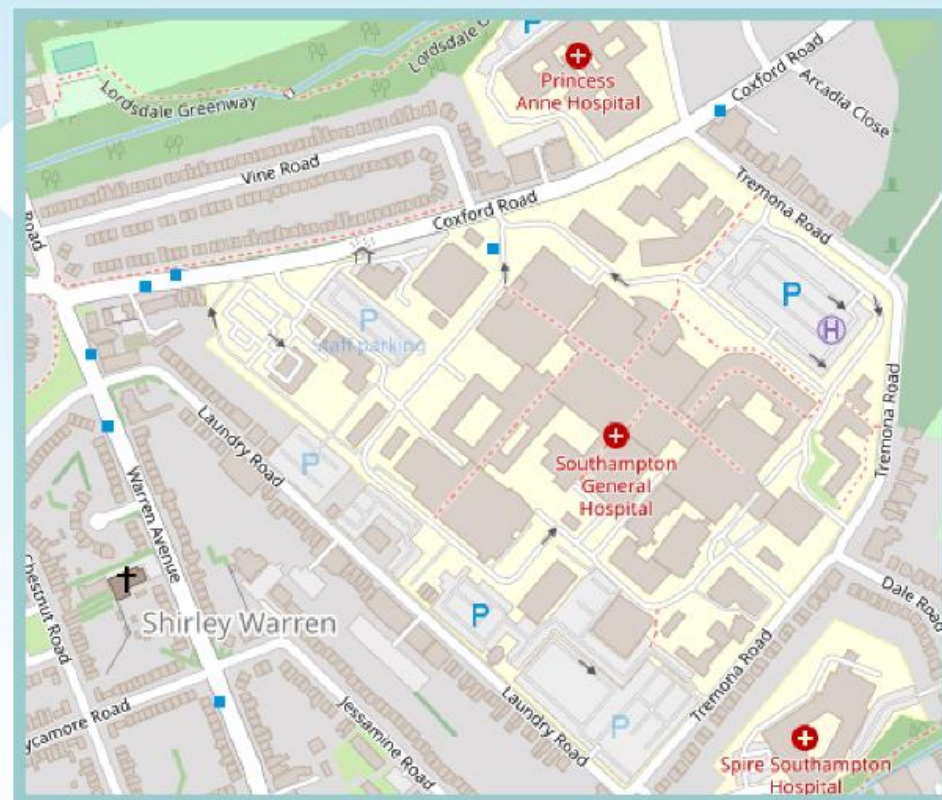 Lordsdale Greenway
Lordsdale
Princess
Anne Hospital
P
Coxford Road
Arcadia Close
Vine Road
Coxford Road
Tremona Road
Road
P
Staff parking
P
H
Tremona Road
Laundry Road
P
Southampton
General
Hospital
Warren Avenue
Chestnut Road
Shirley Warren
P
Dale Road
Tremona Road
Laundry Road
P
ycamore Road
Jessamine Road
Spire Southampton
Hospital